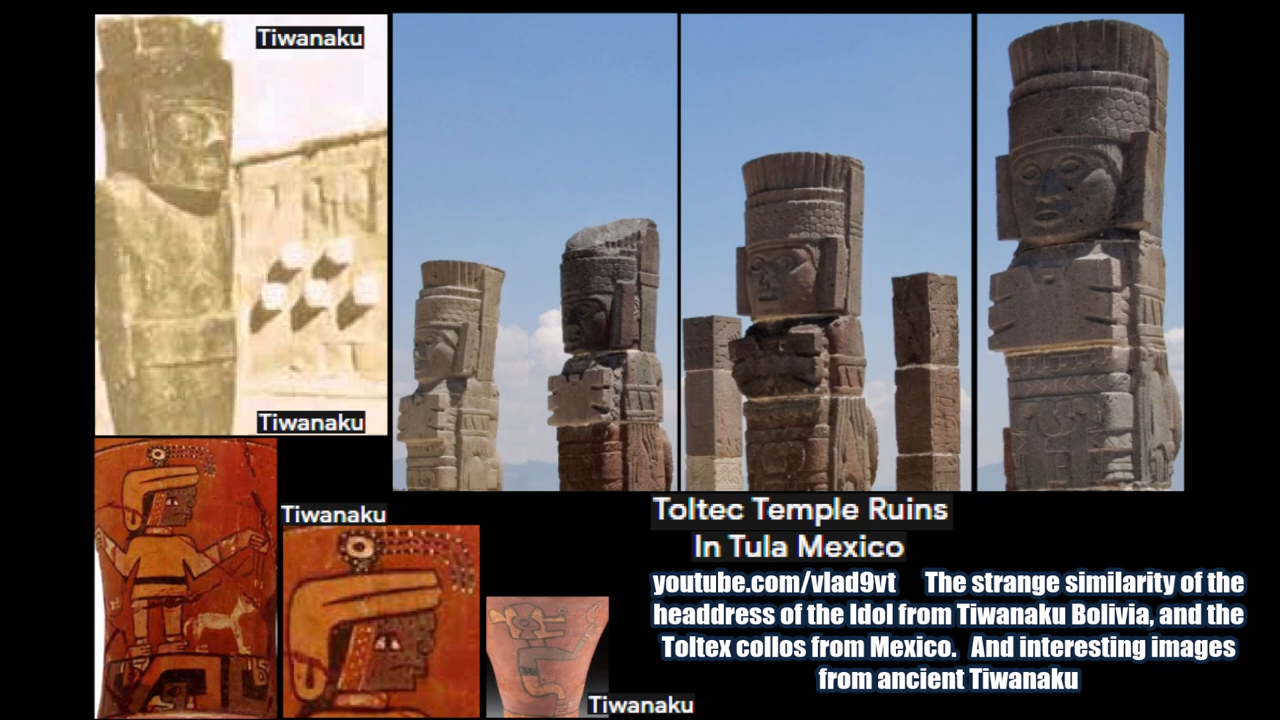 Tiwanaku
Tiwanaku
Tiwanaku
Toltec Temple Ruins
In Tula Mexico
youtube.com/vlad9vt The strange similarity of the
headdress of the Idol from Tiwanaku Bolivia, and the
Toltex collos from Mexico. And interesting images
from ancient Tiwanaku
Tiwanaku